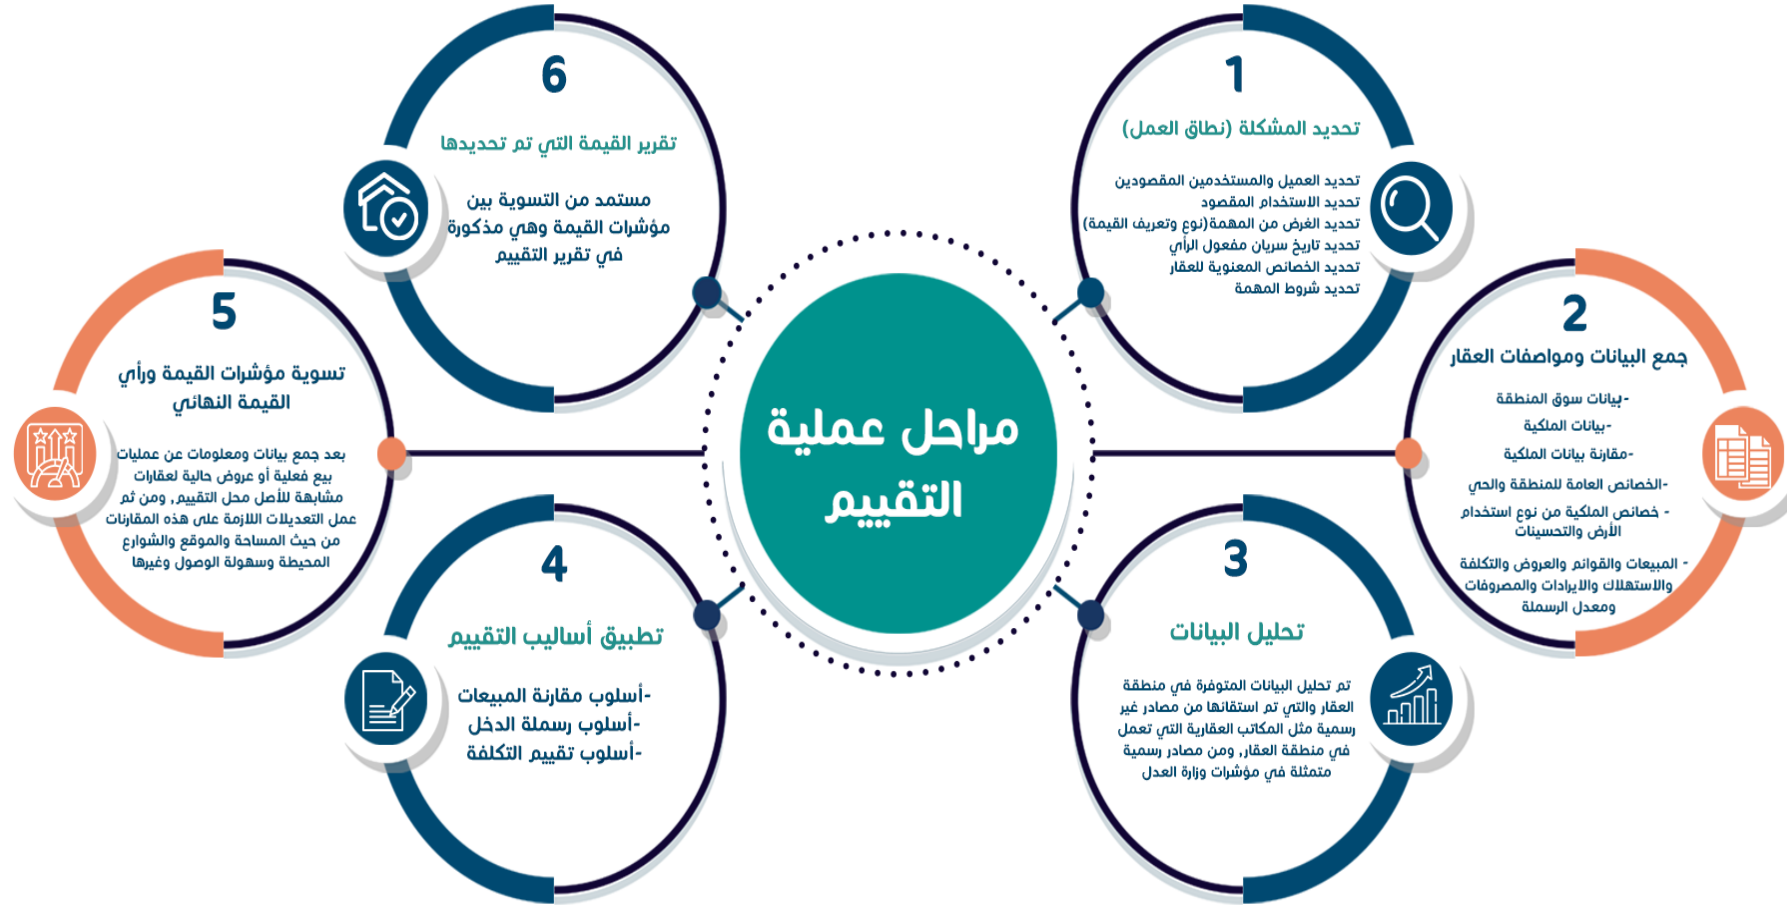 مراحل عملية
التقييم
1
تحديد المشكلة (نطاق العمل)
تحديد العميل والمستخدمين المقصودين
تحديد الاستخدام المقصود
تحديد الغرض من المهمة(نوع وتعريف القيمة)
تحديد تاريخ سريان مفعول الرأي
تحديد الخصائص المعنوية للعقار
تحديد شروط المهمة
2
جمع البيانات ومواصفات العقار
-بيانات سوق المنطقة
-بيانات الملكية
-مقارنة بيانات الملكية
-الخصائص العامة للمنطقة والحي
- خصائص الملكية من نوع استخدام
الأرض والتحسينات
- المبيعات والقوائم والعروض والتكلفة
والاستهلاك والايرادات والمصروفات
ومعدل الرسملة
3
تحليل البيانات
تم تحليل البيانات المتوفرة في منطقة
العقار والتي تم استقائها من مصادر غير
رسمية مثل المكاتب العقارية التي تعمل
في منطقة العقار, ومن مصادر رسمية
متمثلة في مؤشرات وزارة العدل
4
تطبيق أساليب التقييم
-أسلوب مقارنة المبيعات
-أسلوب رسملة الدخل
-أسلوب تقييم التكلفة
5
تسوية مؤشرات القيمة ورأي
القيمة النهائي
بعد جمع بيانات ومعلومات عن عمليات
بيع فعلية أو عروض حالية لعقارات
مشابهة للأصل محل التقييم, ومن ثم
عمل التعديلات اللازمة على هذه المقارنات
من حيث المساحة والموقع والشوارع
المحيطة وسهولة الوصول وغيرها
6
تقرير القيمة التي تم تحديدها
مستمد من التسوية بين
مؤشرات القيمة وهي مذكورة
في تقرير التقييم